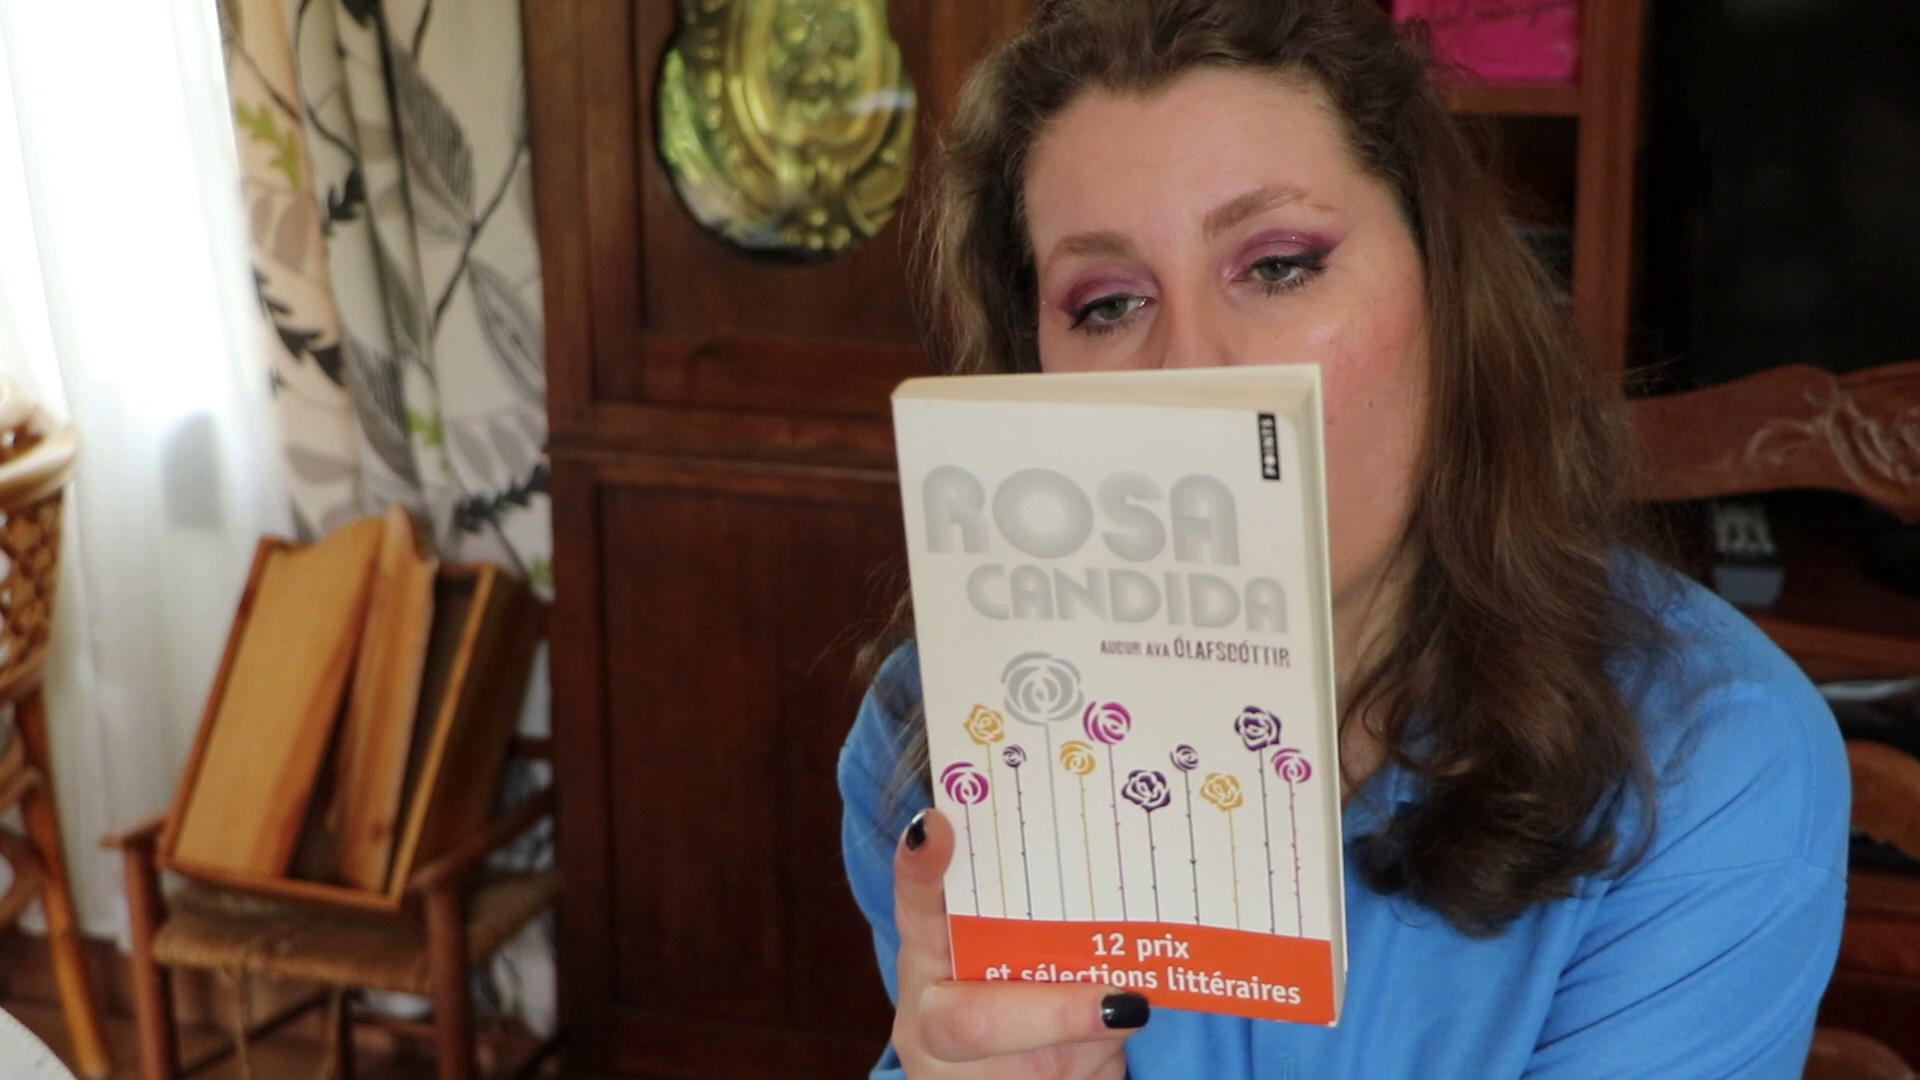 POINTS
ROSA
CANDIDA
AUÐUR AVA ÓLAFSDÓTTIR
12 prix
et sélections littéraires